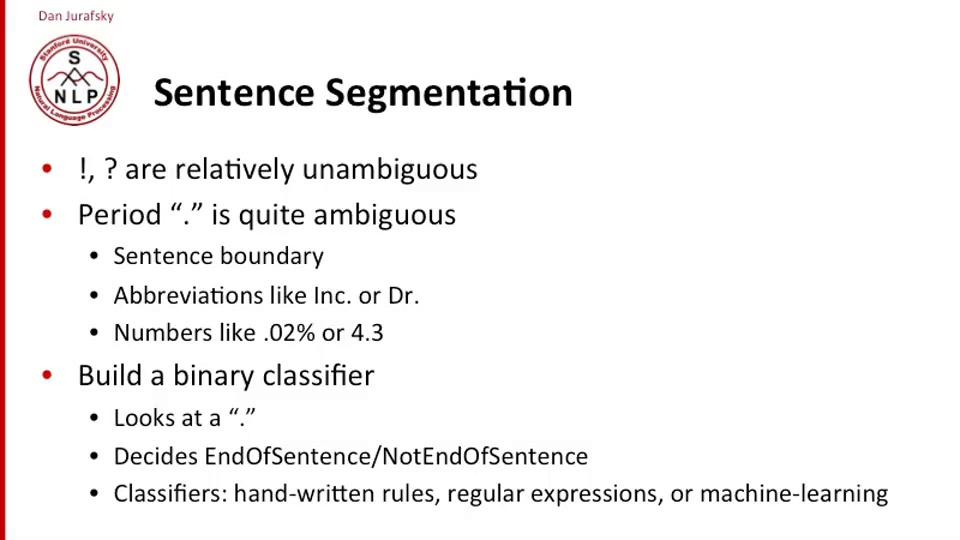 Dan Jurafsky
Stanford University
S
NLP
Natural Language Processing
Sentence Segmentation
• !, ? are relatively unambiguous
• Period “.” is quite ambiguous
• Sentence boundary
• Abbreviations like Inc. or Dr.
• Numbers like .02% or 4.3
• Build a binary classifier
• Looks at a “.”
• Decides EndOfSentence/NotEndOfSentence
• Classifiers: hand-written rules, regular expressions, or machine-learning